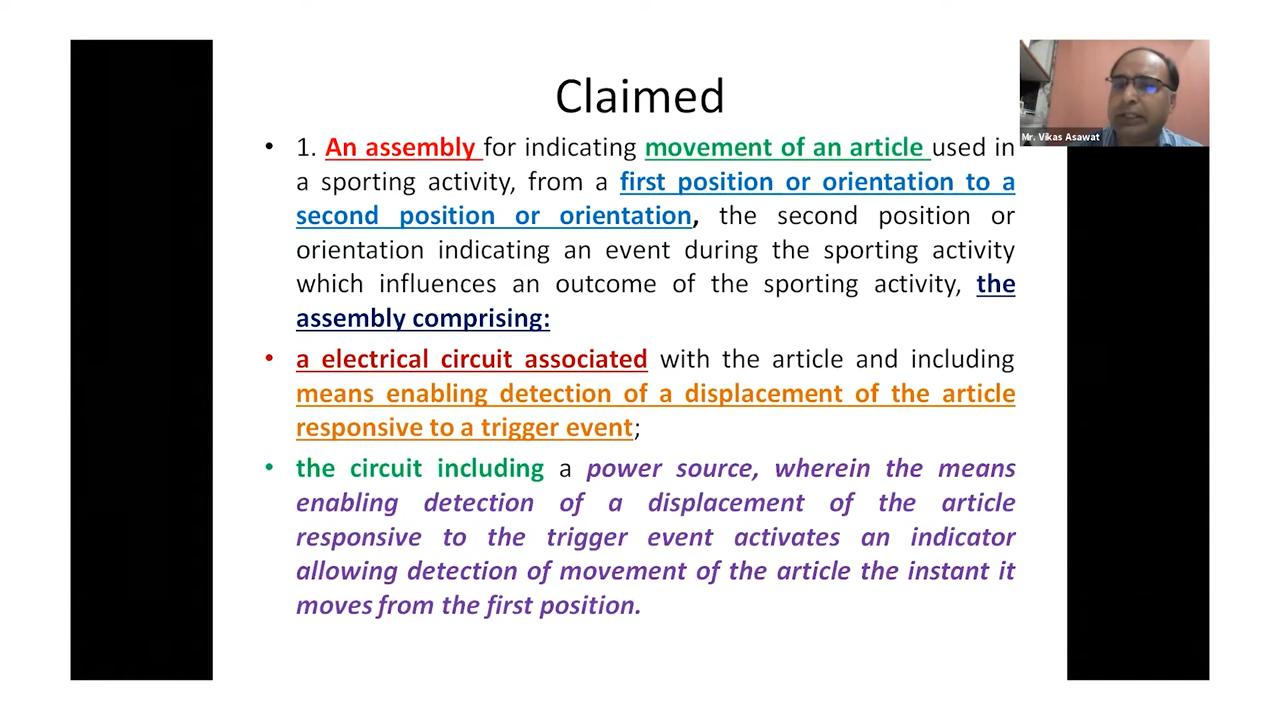 Claimed
Mr. Vikas Asawat
• 1. An assembly for indicating movement of an article used in
a sporting activity, from a first position or orientation to a
second position or orientation, the second position or
orientation indicating an event during the sporting activity
which influences an outcome of the sporting activity, the
assembly comprising:
• a electrical circuit associated with the article and including
means enabling detection of a displacement of the article
responsive to a trigger event;
• the circuit including a power source, wherein the means
enabling detection of a displacement of the article
responsive to the trigger event activates an indicator
allowing detection of movement of the article the instant it
moves from the first position.